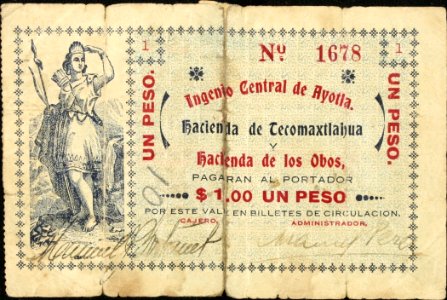 1 Nº 1678 1
UN PESO.
Ingenio Central de Ayotla.
Hacienda de Tecomaxtlahua
Y
Hacienda de los Obos,
PAGARAN AL PORTADOR
$1.00 UN PESO
POR ESTE VALE EN BILLETES DE CIRCULACION.
CAJERO, ADMINISTRADOR,
UN PESO.